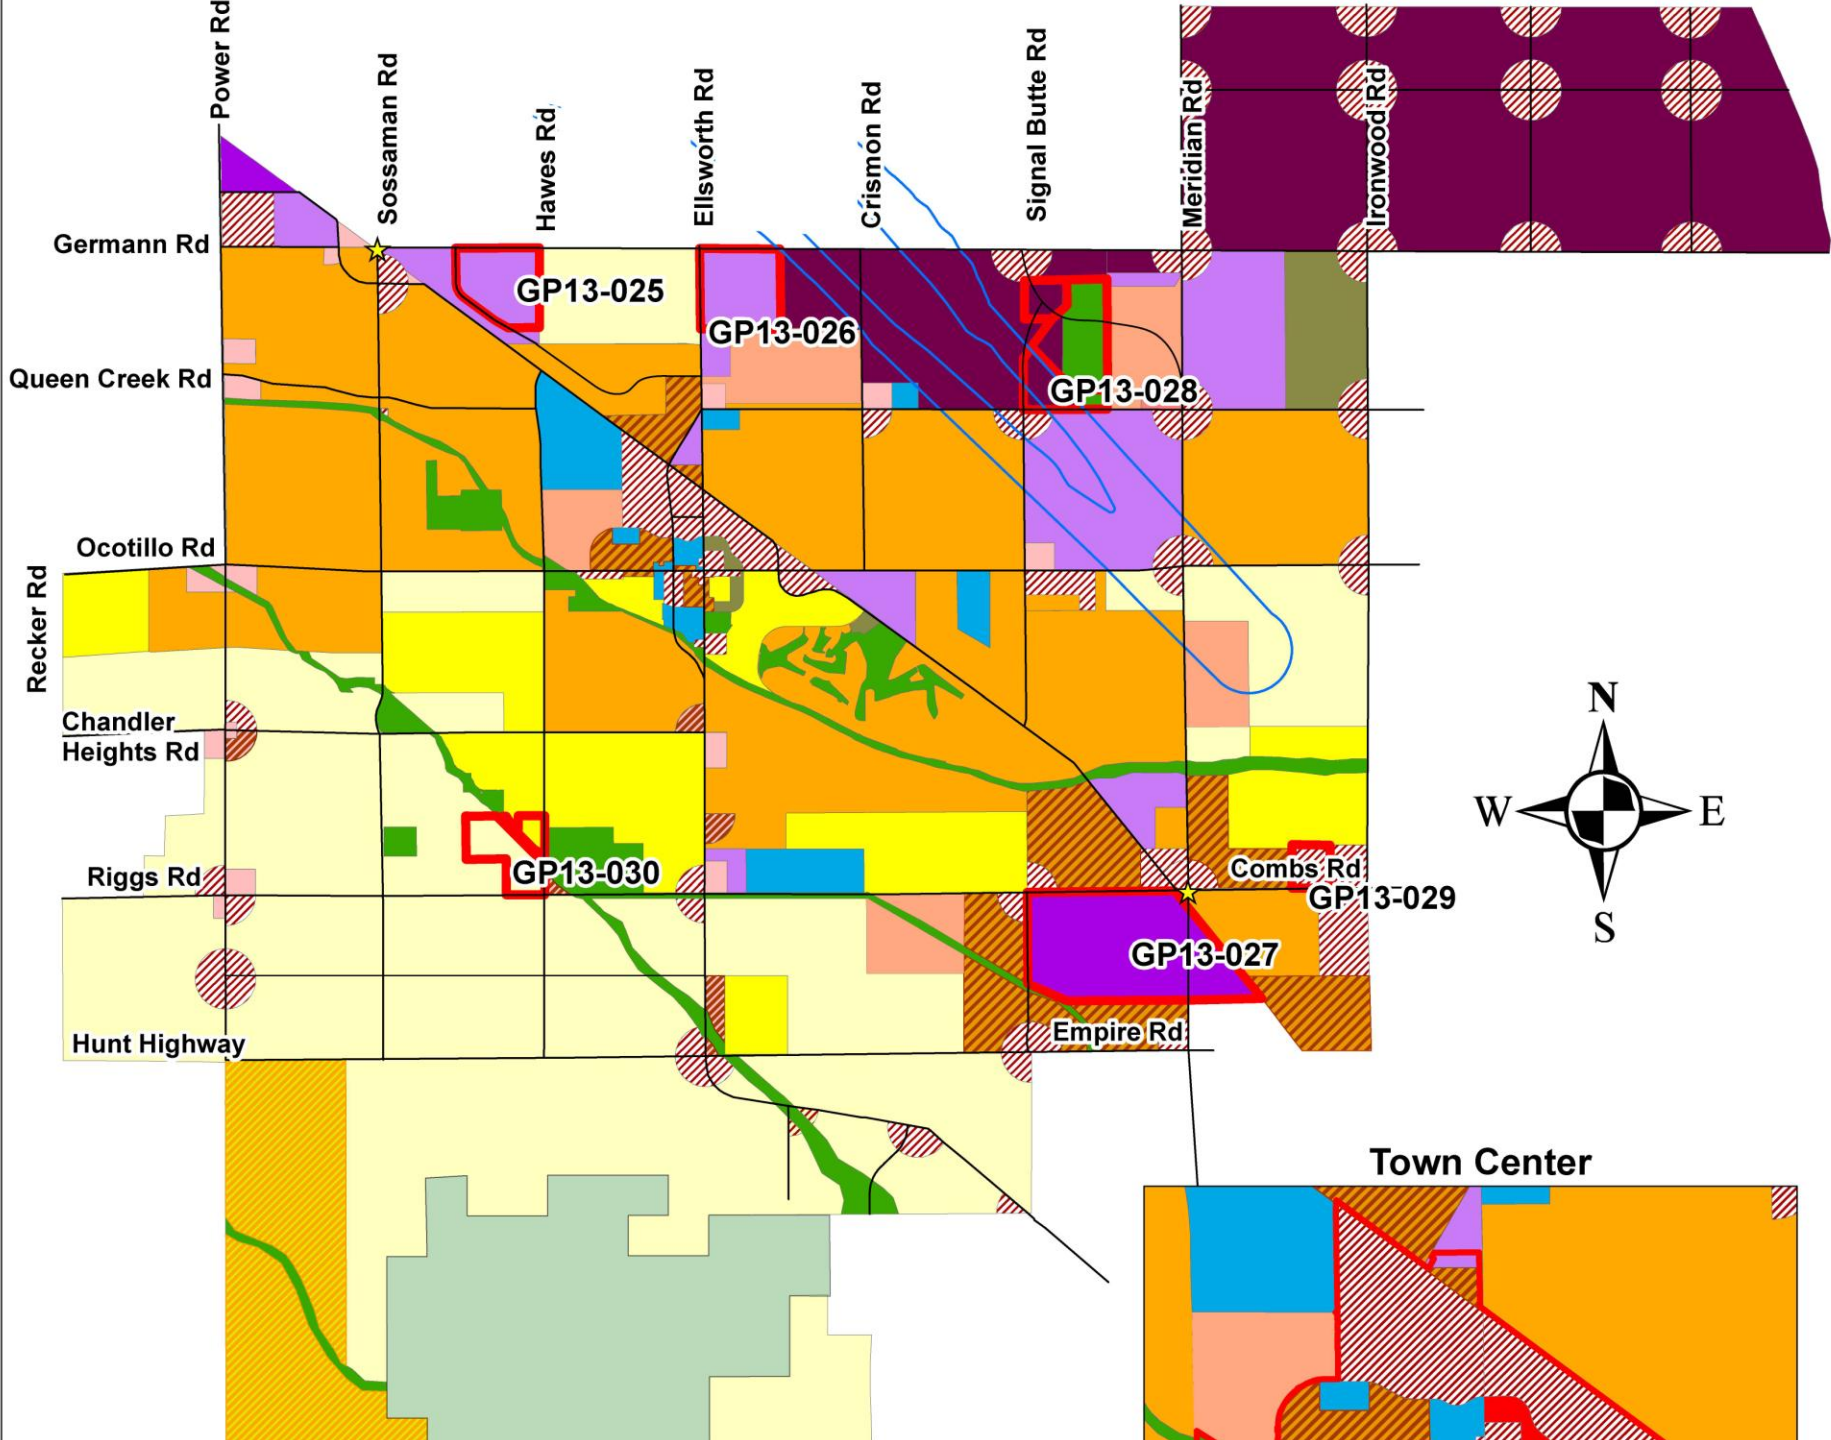 Power Rd
Sossaman Rd
Hawes Rd
Ellsworth Rd
Crismon Rd
Signal Butte Rd
Meridian Rd
Ironwood Rd
Germann Rd
GP13-025
GP13-026
GP13-028
Queen Creek Rd
Ocotillo Rd
Recker Rd
Chandler
Heights Rd
N
W
E
S
Riggs Rd
GP13-030
Combs Rd
GP13-029
GP13-027
Hunt Highway
Empire Rd
Town Center